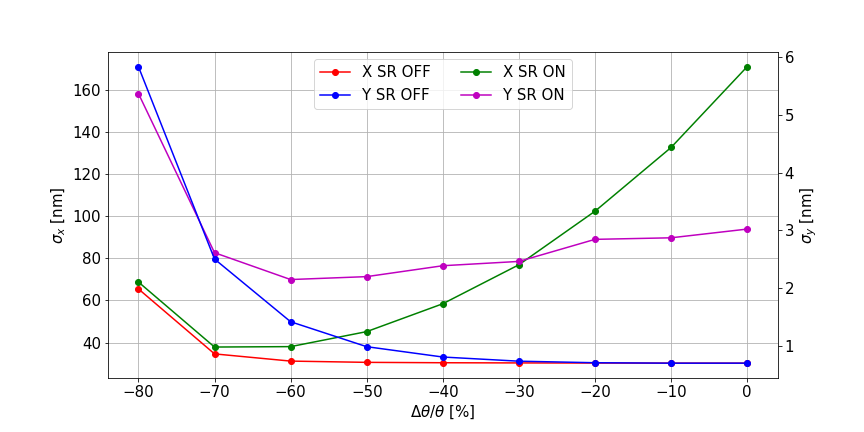 X SR OFF
Y SR OFF
X SR ON
Y SR ON
160
140
120
100
80
60
40
σx [nm]
6
5
4
3
2
1
σy [nm]
−80 −70 −60 −50 −40 −30 −20 −10 0
Δθ/θ [%]